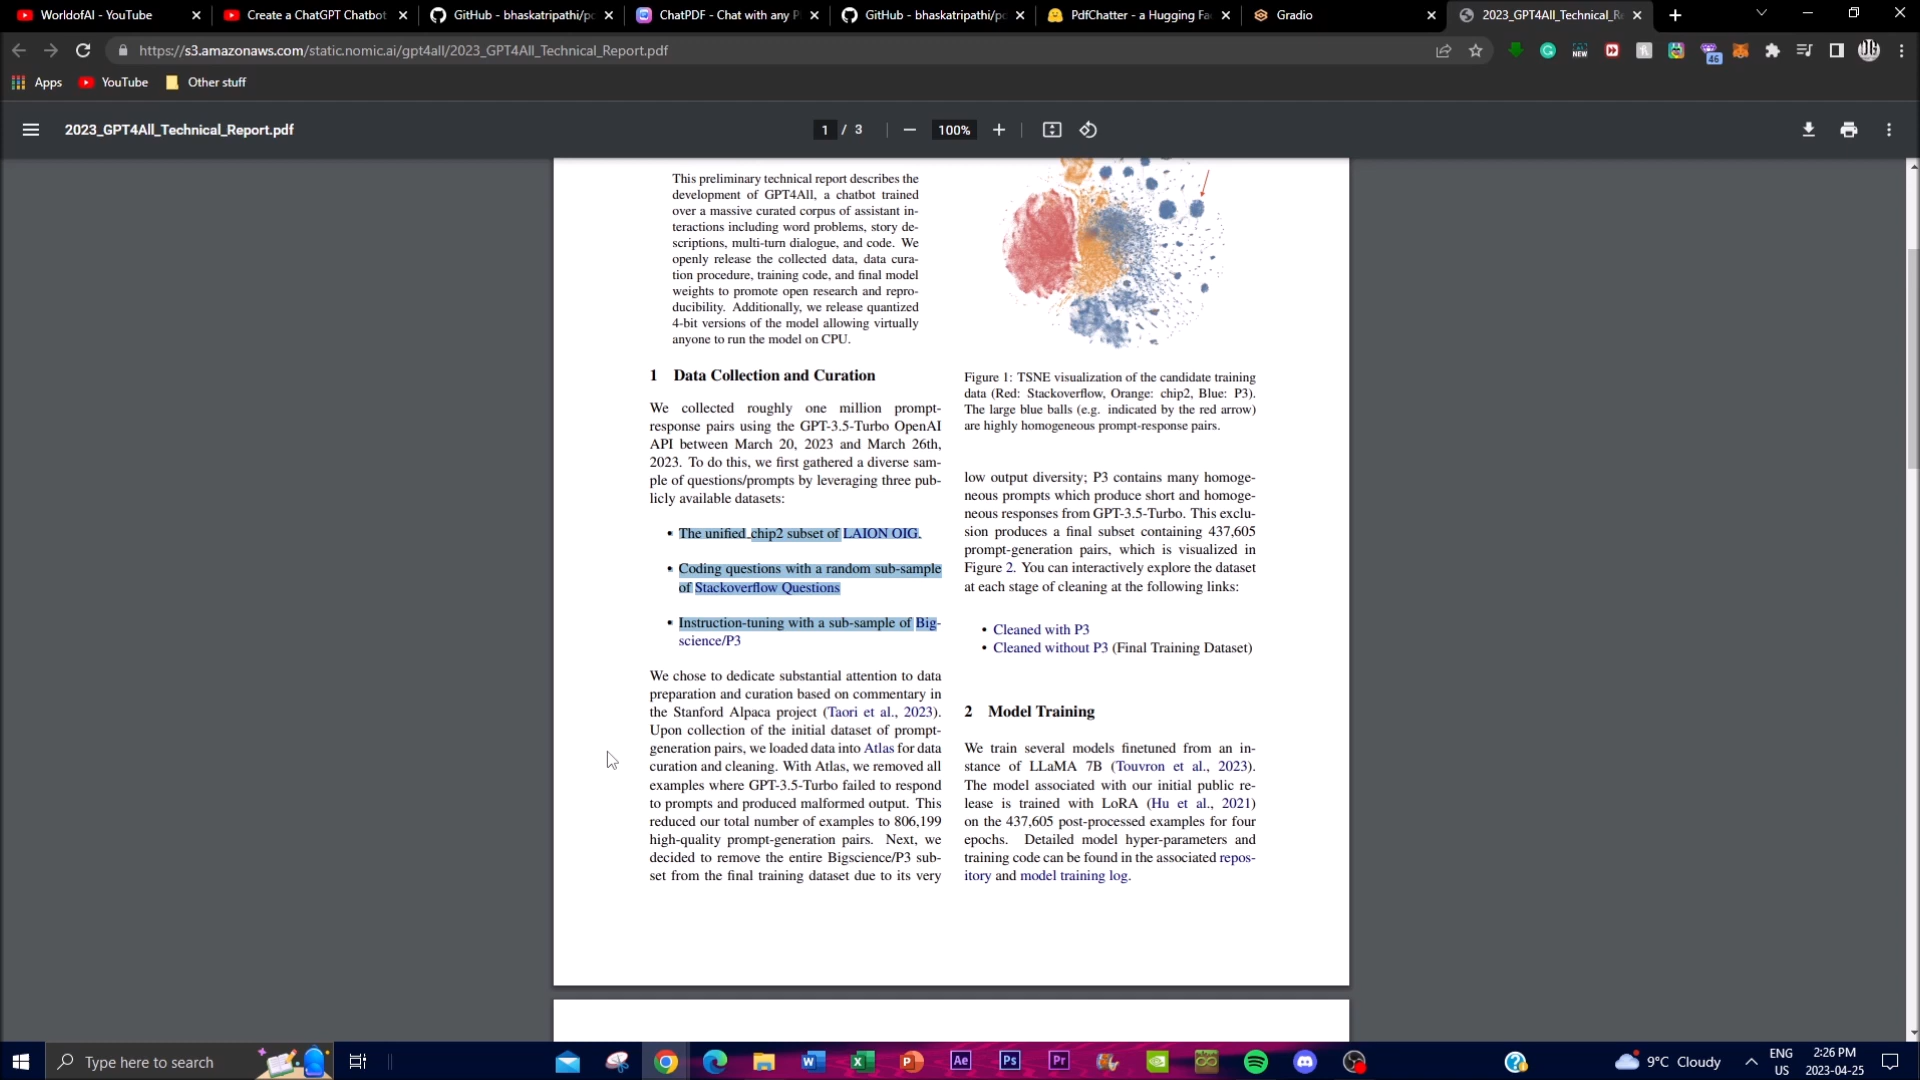 WorldofAI - YouTube
Create a ChatGPT Chatbot
GitHub - bhaskatripathi/pc
ChatPDF - Chat with any P
GitHub - bhaskatripathi/pc
PdfChatter - a Hugging Fa
Gradio
2023_GPT4All_Technical_R
https://s3.amazonaws.com/static.nomic.ai/gpt4all/2023_GPT4All_Technical_Report.pdf
NEW
46
Apps
YouTube
Other stuff
2023_GPT4All_Technical_Report.pdf
1 / 3
100%
This preliminary technical report describes the
development of GPT4All, a chatbot trained
over a massive curated corpus of assistant in-
teractions including word problems, story de-
scriptions, multi-turn dialogue, and code. We
openly release the collected data, data cura-
tion procedure, training code, and final model
weights to promote open research and repro-
ducibility. Additionally, we release quantized
4-bit versions of the model allowing virtually
anyone to run the model on CPU.
1 Data Collection and Curation
We collected roughly one million prompt-
response pairs using the GPT-3.5-Turbo OpenAI
API between March 20, 2023 and March 26th,
2023. To do this, we first gathered a diverse sam-
ple of questions/prompts by leveraging three pub-
licly available datasets:
• The unified_chip2 subset of LAION OIG.
• Coding questions with a random sub-sample
of Stackoverflow Questions
• Instruction-tuning with a sub-sample of Big-
science/P3
We chose to dedicate substantial attention to data
preparation and curation based on commentary in
the Stanford Alpaca project (Taori et al., 2023).
Upon collection of the initial dataset of prompt-
generation pairs, we loaded data into Atlas for data
curation and cleaning. With Atlas, we removed all
examples where GPT-3.5-Turbo failed to respond
to prompts and produced malformed output. This
reduced our total number of examples to 806,199
high-quality prompt-generation pairs. Next, we
decided to remove the entire Bigscience/P3 sub-
set from the final training dataset due to its very
Figure 1: TSNE visualization of the candidate training
data (Red: Stackoverflow, Orange: chip2, Blue: P3).
The large blue balls (e.g. indicated by the red arrow)
are highly homogeneous prompt-response pairs.
low output diversity; P3 contains many homoge-
neous prompts which produce short and homoge-
neous responses from GPT-3.5-Turbo. This exclu-
sion produces a final subset containing 437,605
prompt-generation pairs, which is visualized in
Figure 2. You can interactively explore the dataset
at each stage of cleaning at the following links:
• Cleaned with P3
• Cleaned without P3 (Final Training Dataset)
2 Model Training
We train several models finetuned from an in-
stance of LLaMA 7B (Touvron et al., 2023).
The model associated with our initial public re-
lease is trained with LoRA (Hu et al., 2021)
on the 437,605 post-processed examples for four
epochs. Detailed model hyper-parameters and
training code can be found in the associated repos-
itory and model training log.
Type here to search
Ae
Ps
Pr
9°C Cloudy
ENG
US
2:26 PM
2023-04-25